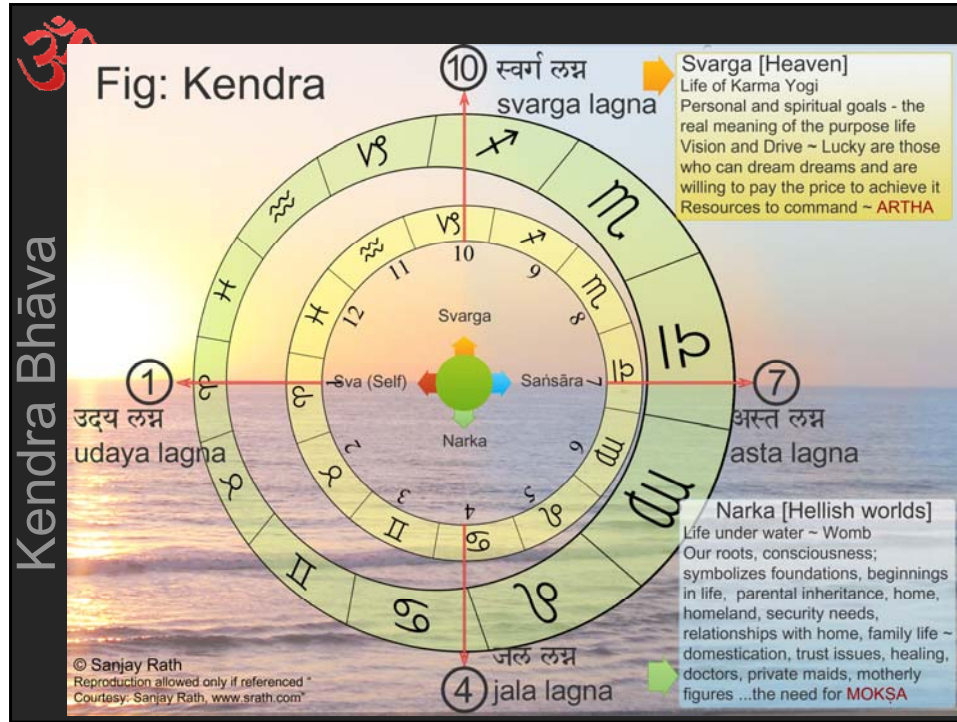 ॐ
Kendra Bhāva
Fig: Kendra
10 स्वर्ग लग्न
svarga lagna
Svarga [Heaven]
Life of Karma Yogi
Personal and spiritual goals - the
real meaning of the purpose life
Vision and Drive ~ Lucky are those
who can dream dreams and are
willing to pay the price to achieve it
Resources to command ~ ARTHA
♑ ♐
♒ ♏
♓ ♎
♈ ♍
♉ ♌
♊ ♋
♑ ♐
♒ ♏
♓ ♎
♈ ♍
♉ ♌
♊ ♋
10
11 9
12 8
1 7
2 6
3 5
4
Svarga
Sva (Self) Saṅsāra
Narka
1
उदय लग्न
udaya lagna
7
अस्त लग्न
asta lagna
Narka [Hellish worlds]
Life under water ~ Womb
Our roots, consciousness;
symbolizes foundations, beginnings
in life, parental inheritance, home,
homeland, security needs,
relationships with home, family life ~
domestication, trust issues, healing,
doctors, private maids, motherly
figures ...the need for MOKṢA
जल लग्न
4 jala lagna
© Sanjay Rath
Reproduction allowed only if referenced "
Courtesy: Sanjay Rath, www.srath.com"